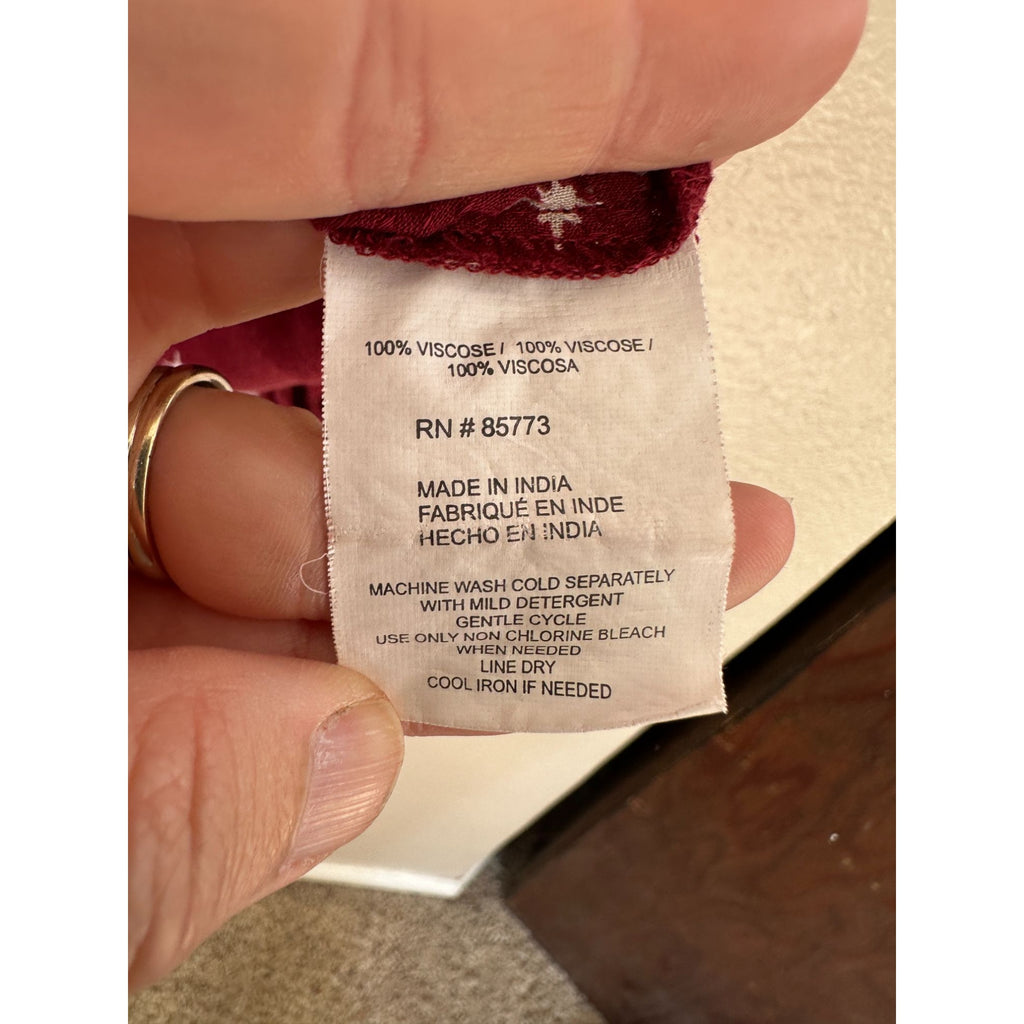 100% VISCOSE / 100% VISCOSE /
100% VISCOSA
RN # 85773
MADE IN INDIA
FABRIQUÉ EN INDE
HECHO EN INDIA
MACHINE WASH COLD SEPARATELY
WITH MILD DETERGENT
GENTLE CYCLE
USE ONLY NON CHLORINE BLEACH
WHEN NEEDED
LINE DRY
COOL IRON IF NEEDED